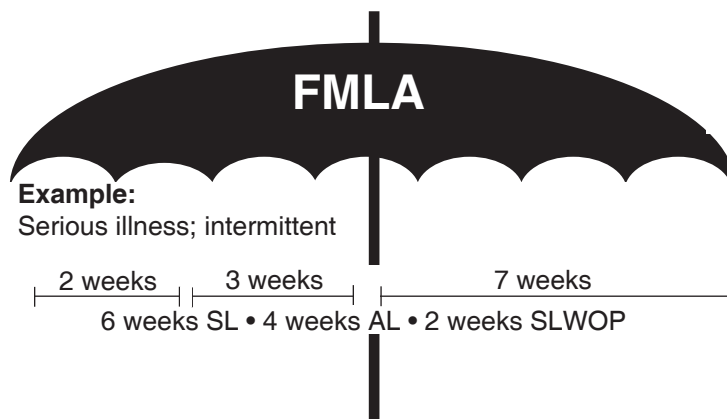 FMLA
Example:
Serious illness; intermittent
2 weeks 3 weeks 7 weeks
6 weeks SL • 4 weeks AL • 2 weeks SLWOP